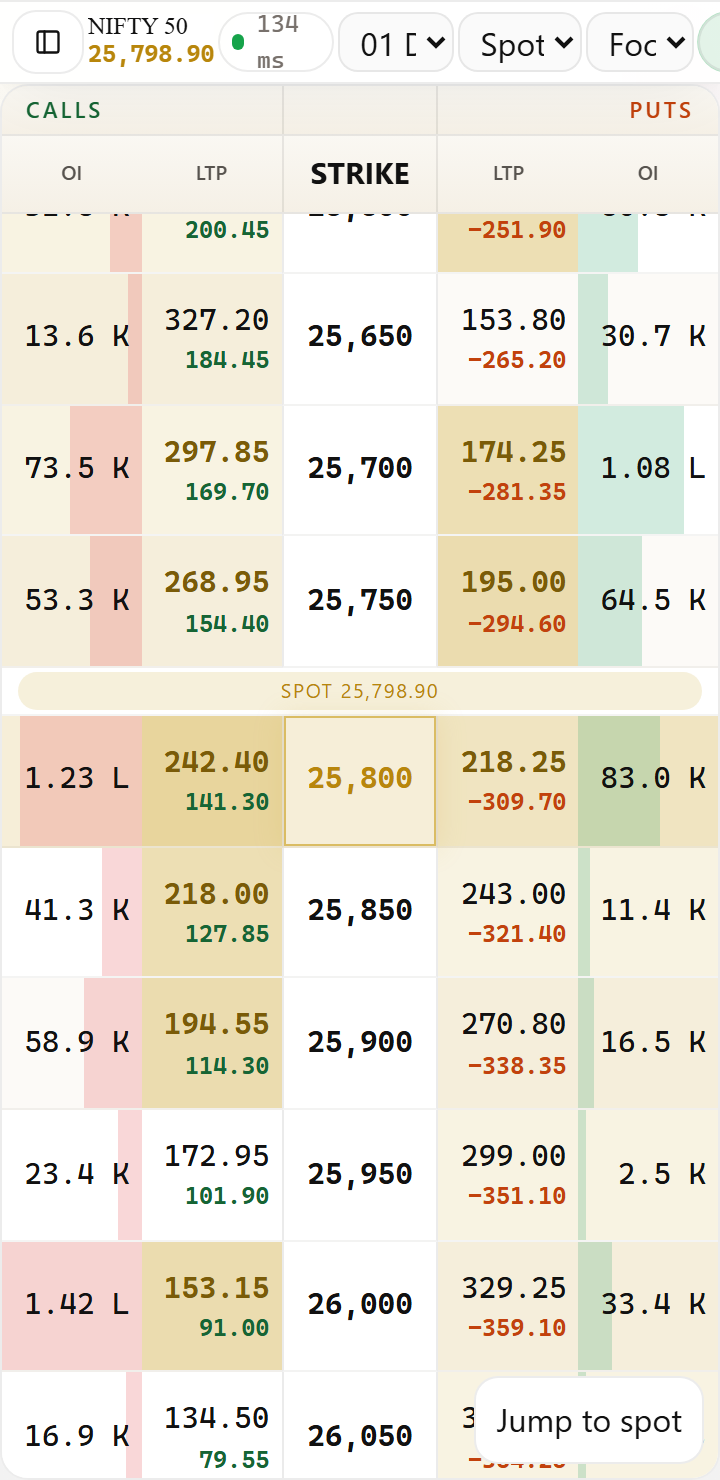 NIFTY 50
25,798.90
134 ms
01 D
Spot
Foc
CALLS PUTS
OI LTP STRIKE LTP OI
200.45 −251.90
13.6 K 327.20 25,650 153.80 30.7 K
184.45 −265.20
73.5 K 297.85 25,700 174.25 1.08 L
169.70 −281.35
53.3 K 268.95 25,750 195.00 64.5 K
154.40 −294.60
SPOT 25,798.90
1.23 L 242.40 25,800 218.25 83.0 K
141.30 −309.70
41.3 K 218.00 25,850 243.00 11.4 K
127.85 −321.40
58.9 K 194.55 25,900 270.80 16.5 K
114.30 −338.35
23.4 K 172.95 25,950 299.00 2.5 K
101.90 −351.10
1.42 L 153.15 26,000 329.25 33.4 K
91.00 −359.10
16.9 K 134.50 26,050
79.55
Jump to spot